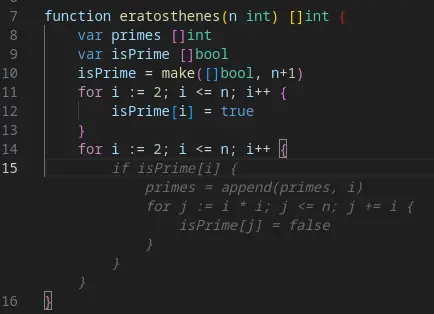 7 function eratosthenes(n int) []int {
8 var primes []int
9 var isPrime []bool
10 isPrime = make([]bool, n+1)
11 for i := 2; i <= n; i++ {
12 isPrime[i] = true
13 }
14 for i := 2; i <= n; i++ {
15 if isPrime[i] {
primes = append(primes, i)
for j := i * i; j <= n; j += i {
isPrime[j] = false
}
}
}
16 }